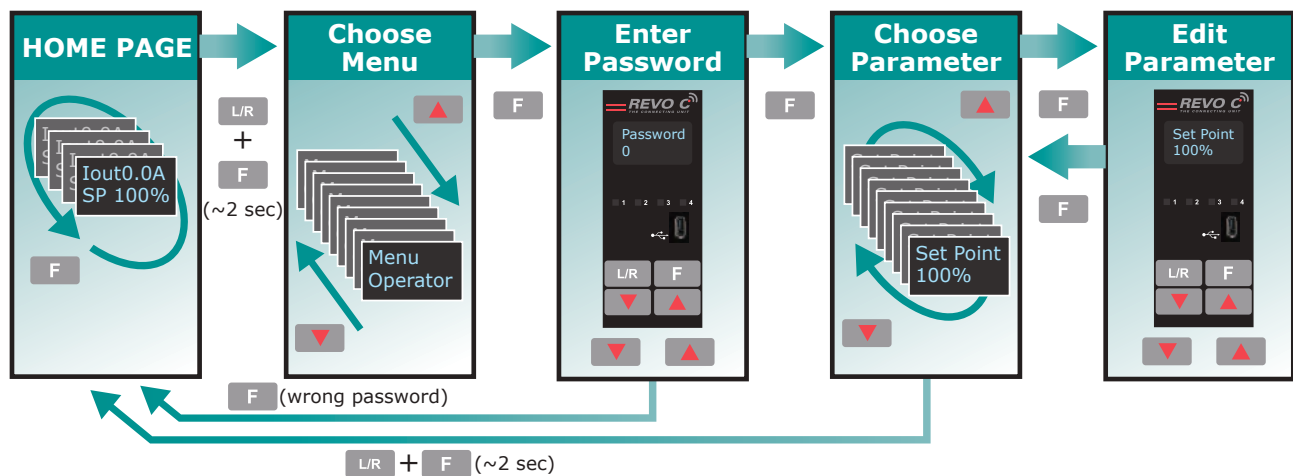 HOME PAGE
Iout0.0A
SP 100%
F
L/R
+
F
(~2 sec)
Choose
Menu
Menu
Operator
F
Enter
Password
REVO C
THE CONNECTING UNIT
Password
0
1 2 3 4
L/R F
F
Choose
Parameter
Set Point
100%
F
F
Edit
Parameter
REVO C
THE CONNECTING UNIT
Set Point
100%
1 2 3 4
L/R F
F (wrong password)
L/R + F (~2 sec)